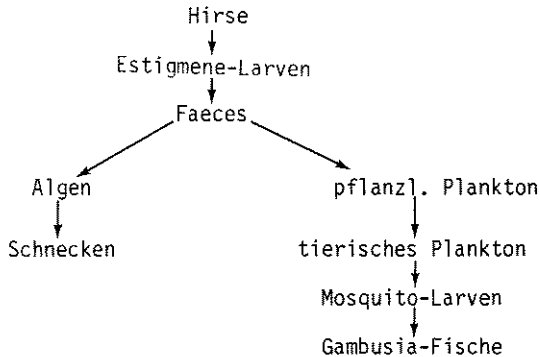 Hirse
Estigmene-Larven
Faeces
Algen
pflanzl. Plankton
Schnecken
tierisches Plankton
Mosquito-Larven
Gambusia-Fische